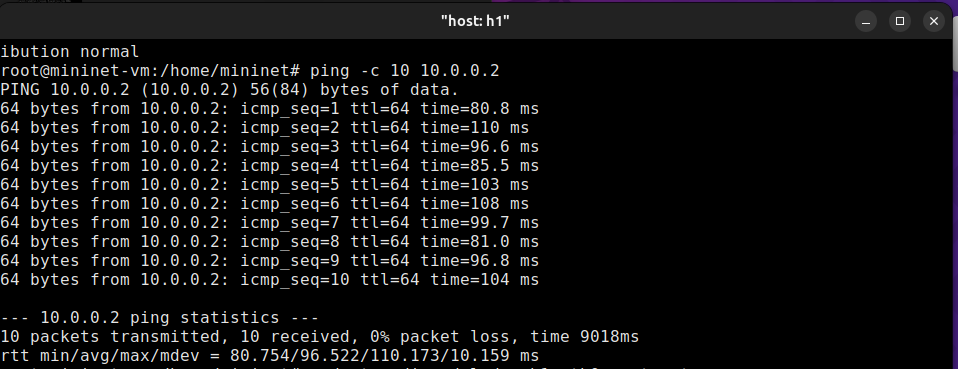 "host: h1"
ibution normal
root@mininet-vm:/home/mininet# ping -c 10 10.0.0.2
PING 10.0.0.2 (10.0.0.2) 56(84) bytes of data.
64 bytes from 10.0.0.2: icmp_seq=1 ttl=64 time=80.8 ms
64 bytes from 10.0.0.2: icmp_seq=2 ttl=64 time=110 ms
64 bytes from 10.0.0.2: icmp_seq=3 ttl=64 time=96.6 ms
64 bytes from 10.0.0.2: icmp_seq=4 ttl=64 time=85.5 ms
64 bytes from 10.0.0.2: icmp_seq=5 ttl=64 time=103 ms
64 bytes from 10.0.0.2: icmp_seq=6 ttl=64 time=108 ms
64 bytes from 10.0.0.2: icmp_seq=7 ttl=64 time=99.7 ms
64 bytes from 10.0.0.2: icmp_seq=8 ttl=64 time=81.0 ms
64 bytes from 10.0.0.2: icmp_seq=9 ttl=64 time=96.8 ms
64 bytes from 10.0.0.2: icmp_seq=10 ttl=64 time=104 ms
--- 10.0.0.2 ping statistics ---
10 packets transmitted, 10 received, 0% packet loss, time 9018ms
rtt min/avg/max/mdev = 80.754/96.522/110.173/10.159 ms